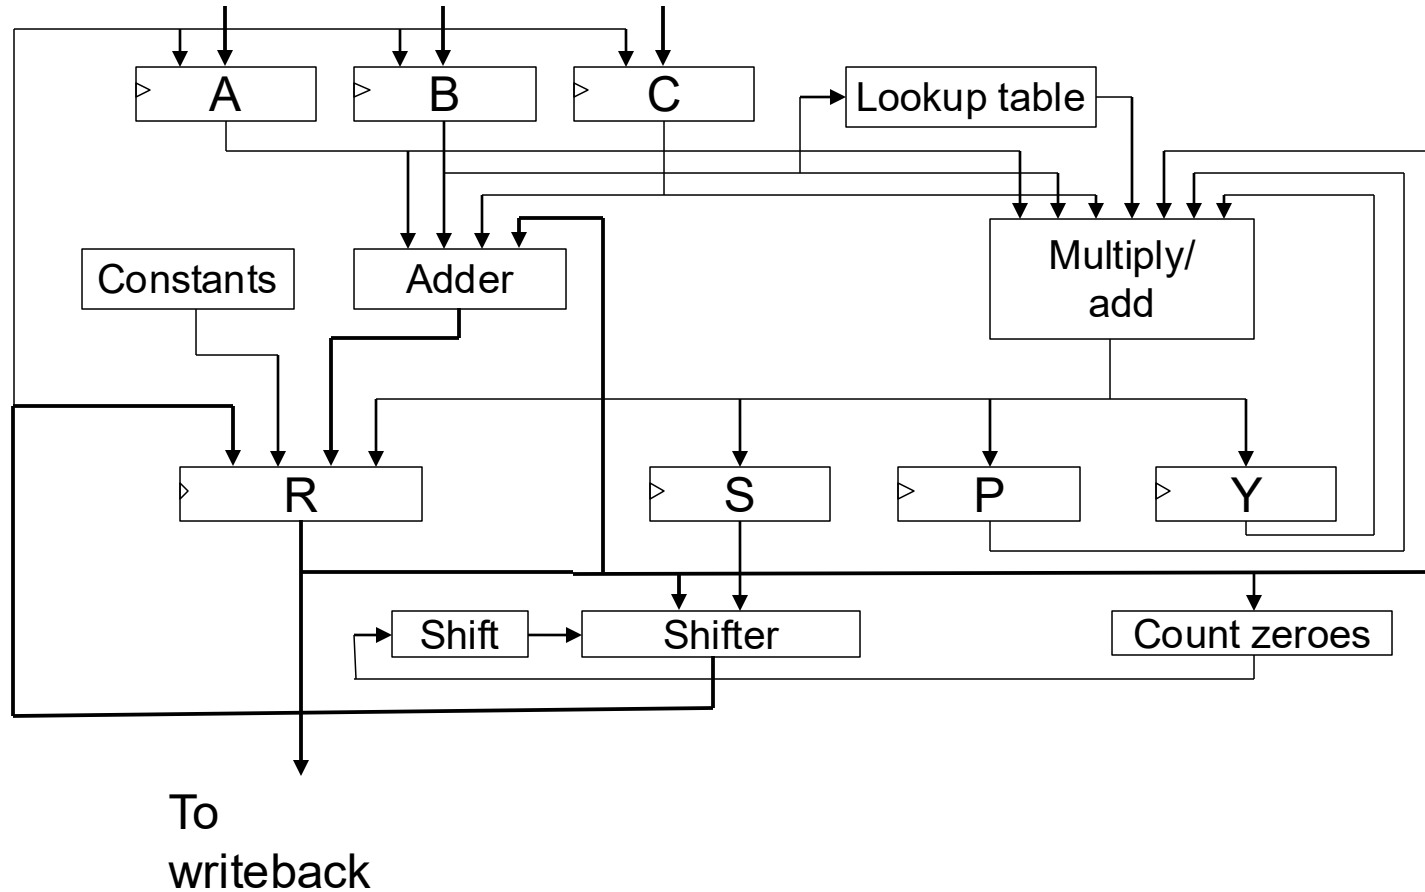 A
B
C
Lookup table
Constants
Adder
Multiply/
add
R
S
P
Y
Shift
Shifter
Count zeroes
To
writeback